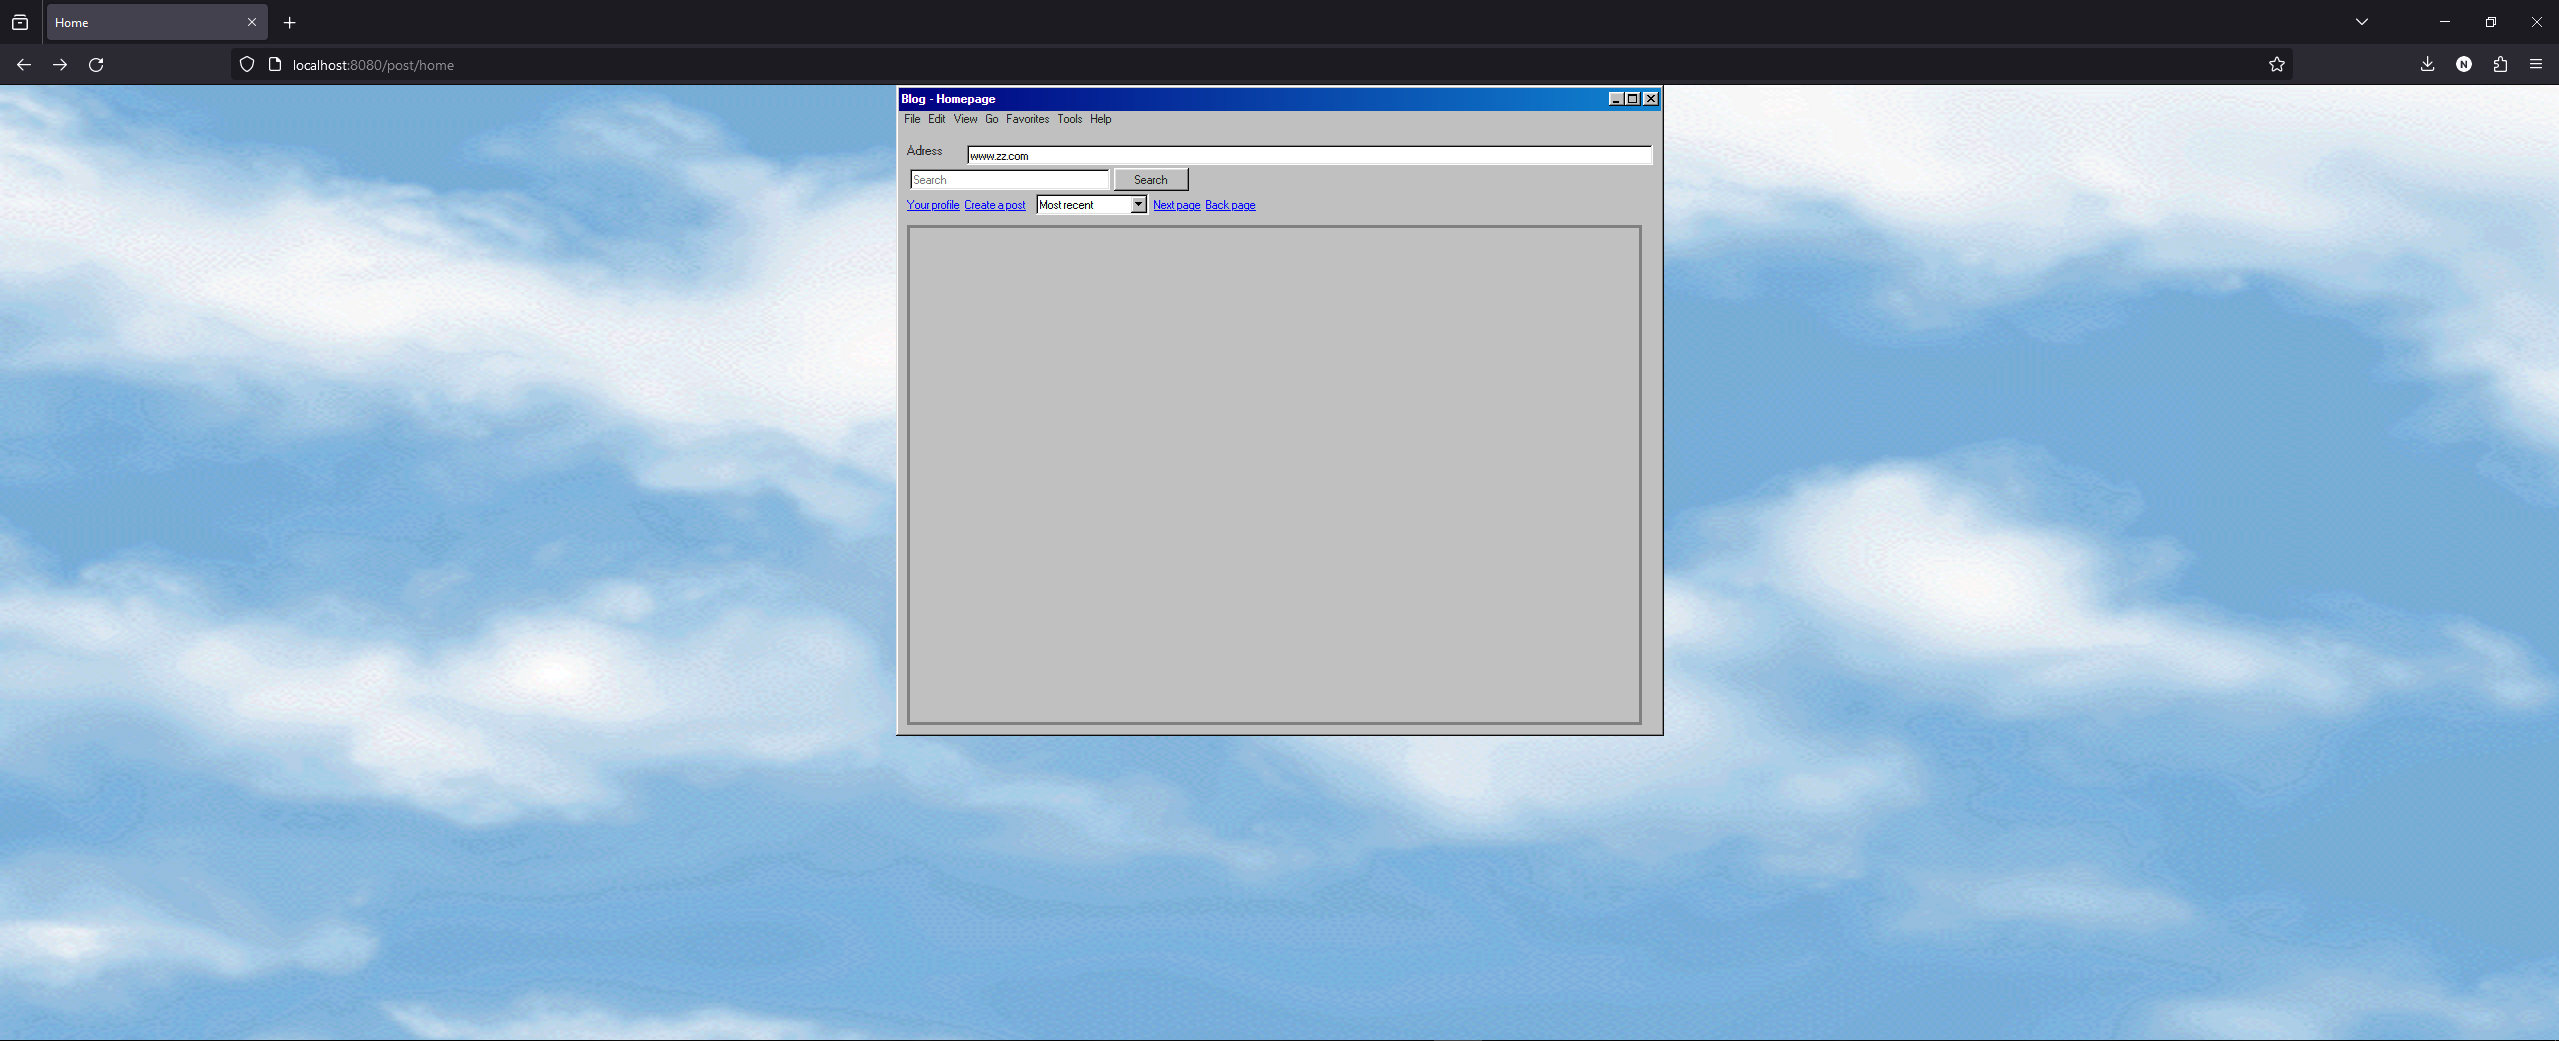 Home
localhost:8080/post/home
N
Blog - Homepage
File Edit View Go Favorites Tools Help
Adress www.zz.com
Search Search
Your profile Create a post Most recent Next page Back page